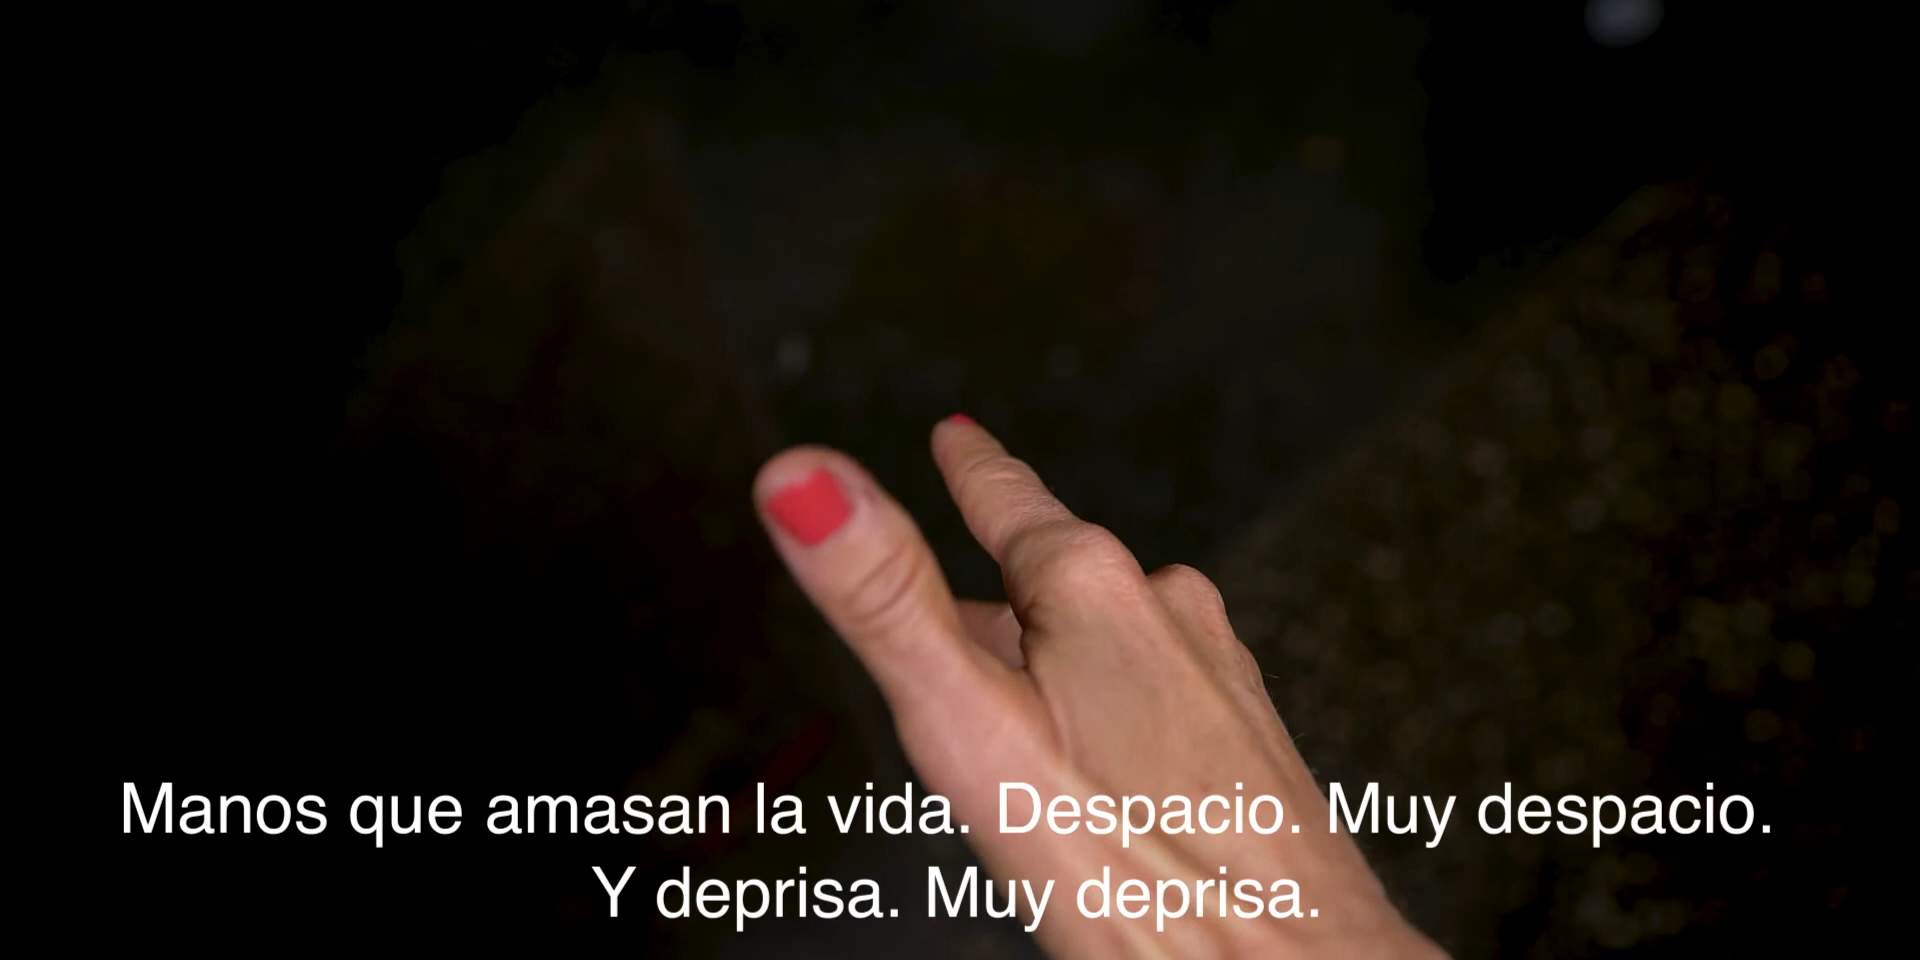 Manos que amasan la vida. Despacio. Muy despacio.
Y deprisa. Muy deprisa.